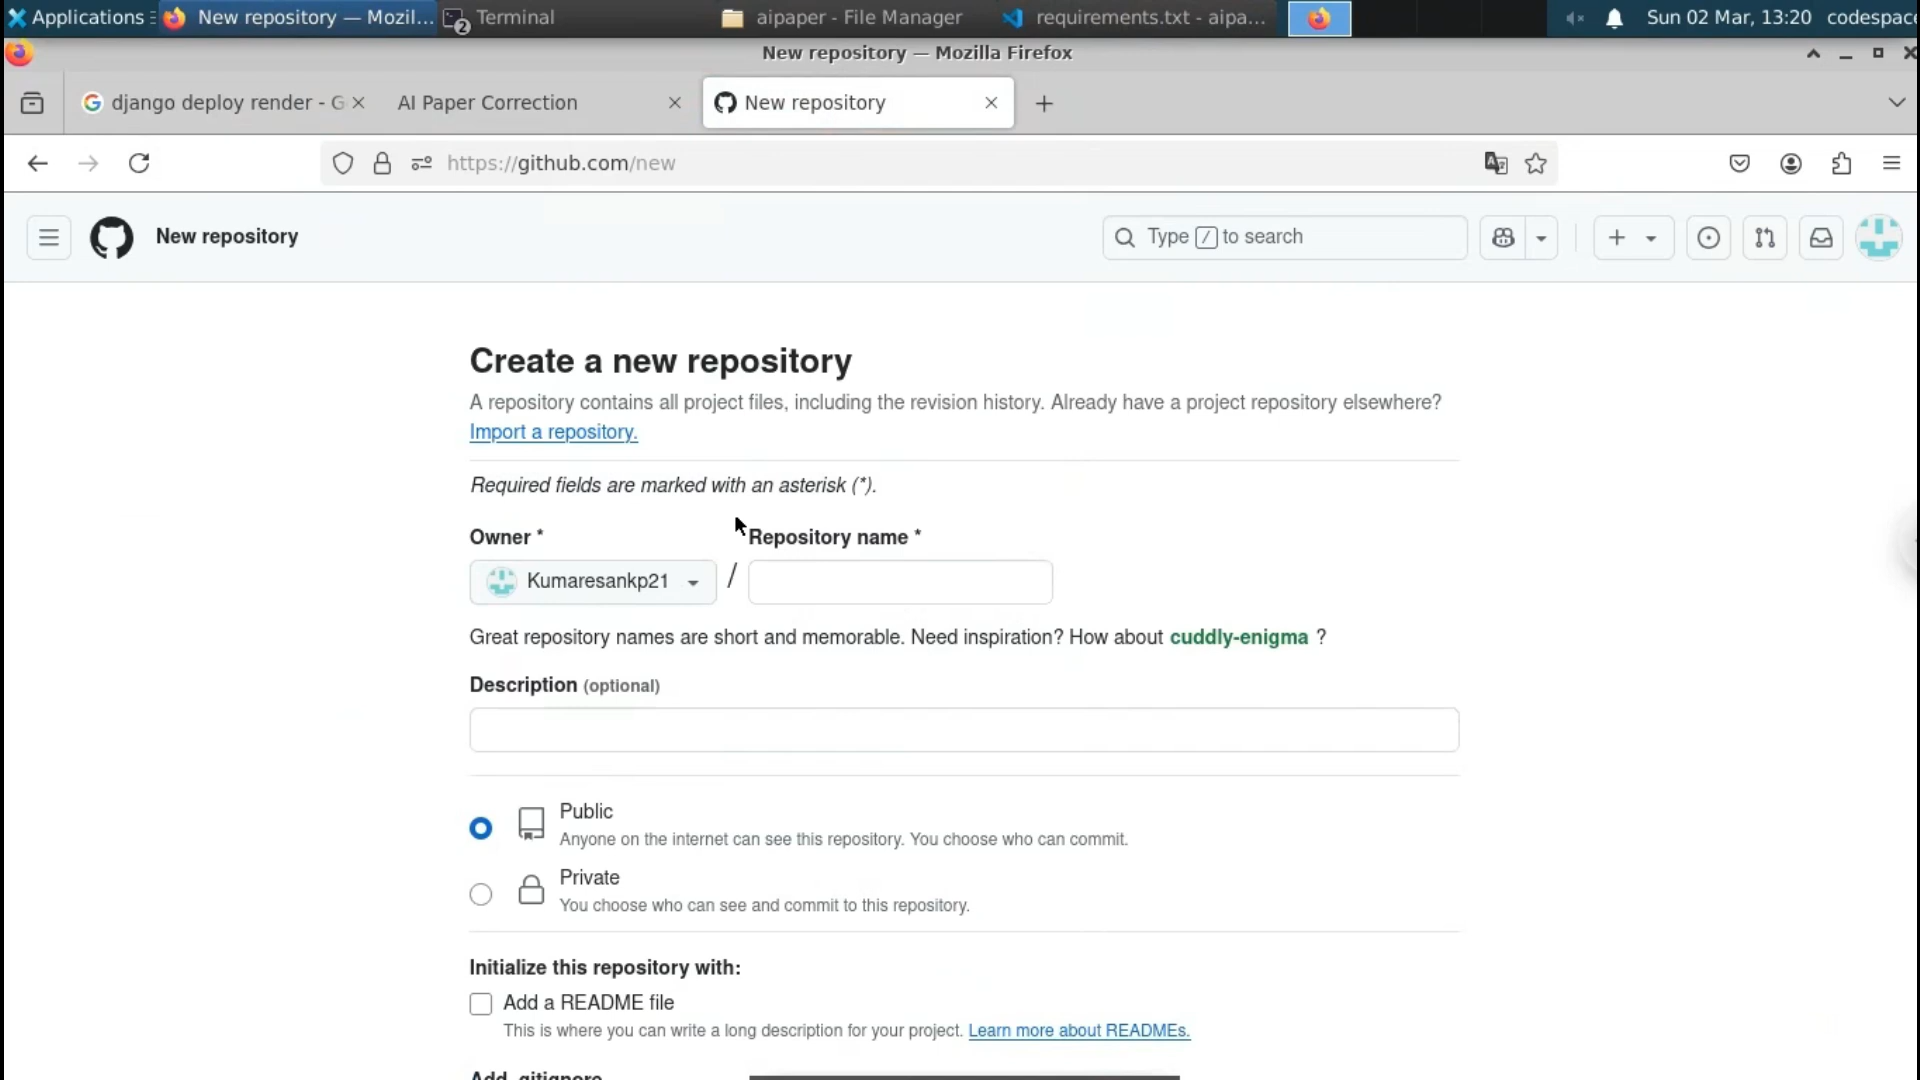 Applications
New repository — Mozil...
2
Terminal
aipaper - File Manager
requirements.txt - aipa...
Sun 02 Mar, 13:20
codespace
New repository — Mozilla Firefox
django deploy render - G
AI Paper Correction
New repository
https://github.com/new
New repository
Type / to search
Create a new repository
A repository contains all project files, including the revision history. Already have a project repository elsewhere?
Import a repository.
Required fields are marked with an asterisk (*).
Owner *
Repository name *
Kumaresankp21
/
Great repository names are short and memorable. Need inspiration? How about cuddly-enigma ?
Description (optional)
Public
Anyone on the internet can see this repository. You choose who can commit.
Private
You choose who can see and commit to this repository.
Initialize this repository with:
Add a README file
This is where you can write a long description for your project. Learn more about READMEs.
Add .gitignore